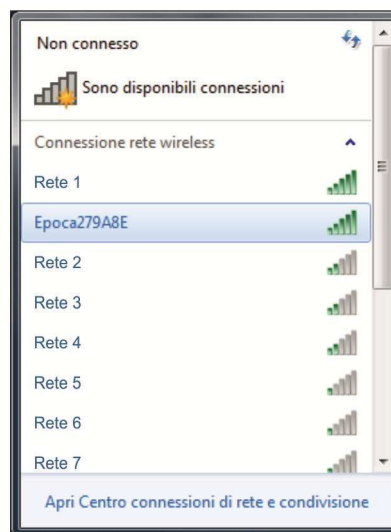 Non connesso
Sono disponibili connessioni
Connessione rete wireless
Rete 1
Epoca279A8E
Rete 2
Rete 3
Rete 4
Rete 5
Rete 6
Rete 7
Apri Centro connessioni di rete e condivisione